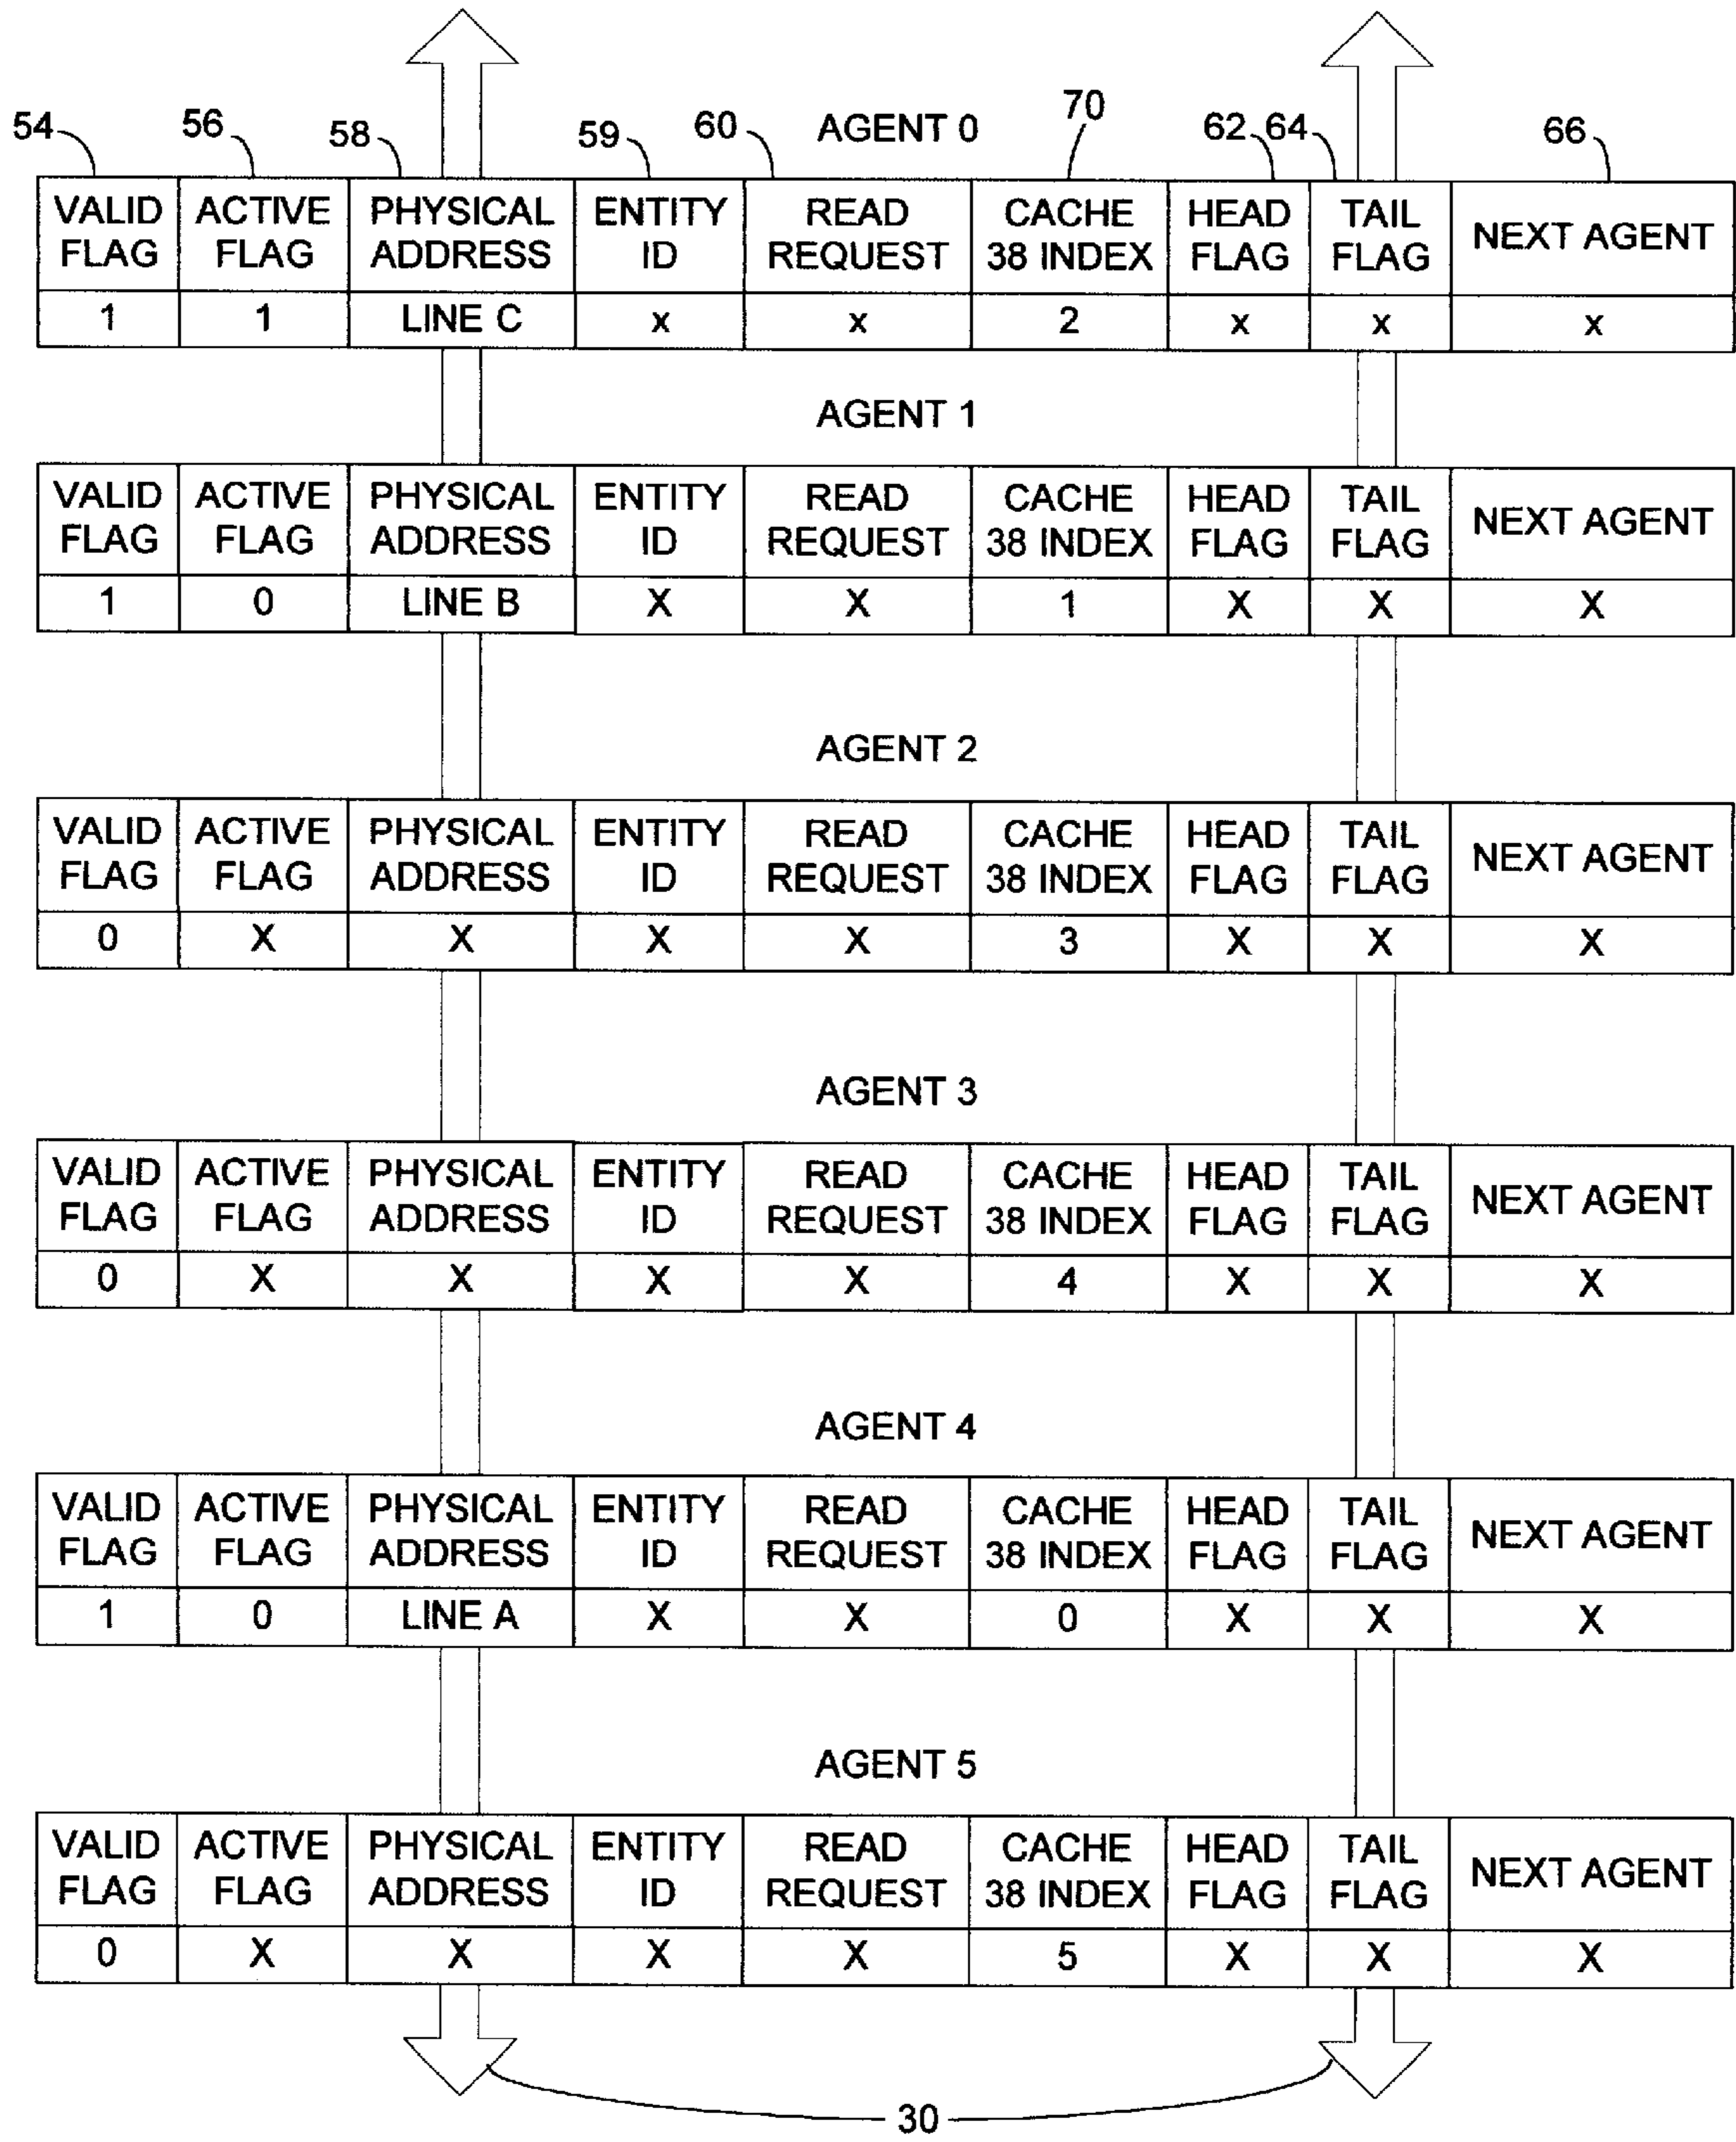 54 56 58 59 60 AGENT 0 70 62 64 66
VALID FLAG ACTIVE FLAG PHYSICAL ADDRESS ENTITY ID READ REQUEST CACHE 38 INDEX HEAD FLAG TAIL FLAG NEXT AGENT
1 1 LINE C x x 2 x x x
AGENT 1
VALID FLAG ACTIVE FLAG PHYSICAL ADDRESS ENTITY ID READ REQUEST CACHE 38 INDEX HEAD FLAG TAIL FLAG NEXT AGENT
1 0 LINE B X X 1 X X X
AGENT 2
VALID FLAG ACTIVE FLAG PHYSICAL ADDRESS ENTITY ID READ REQUEST CACHE 38 INDEX HEAD FLAG TAIL FLAG NEXT AGENT
0 X X X X 3 X X X
AGENT 3
VALID FLAG ACTIVE FLAG PHYSICAL ADDRESS ENTITY ID READ REQUEST CACHE 38 INDEX HEAD FLAG TAIL FLAG NEXT AGENT
0 X X X X 4 X X X
AGENT 4
VALID FLAG ACTIVE FLAG PHYSICAL ADDRESS ENTITY ID READ REQUEST CACHE 38 INDEX HEAD FLAG TAIL FLAG NEXT AGENT
1 0 LINE A X X 0 X X X
AGENT 5
VALID FLAG ACTIVE FLAG PHYSICAL ADDRESS ENTITY ID READ REQUEST CACHE 38 INDEX HEAD FLAG TAIL FLAG NEXT AGENT
0 X X X X 5 X X X
30